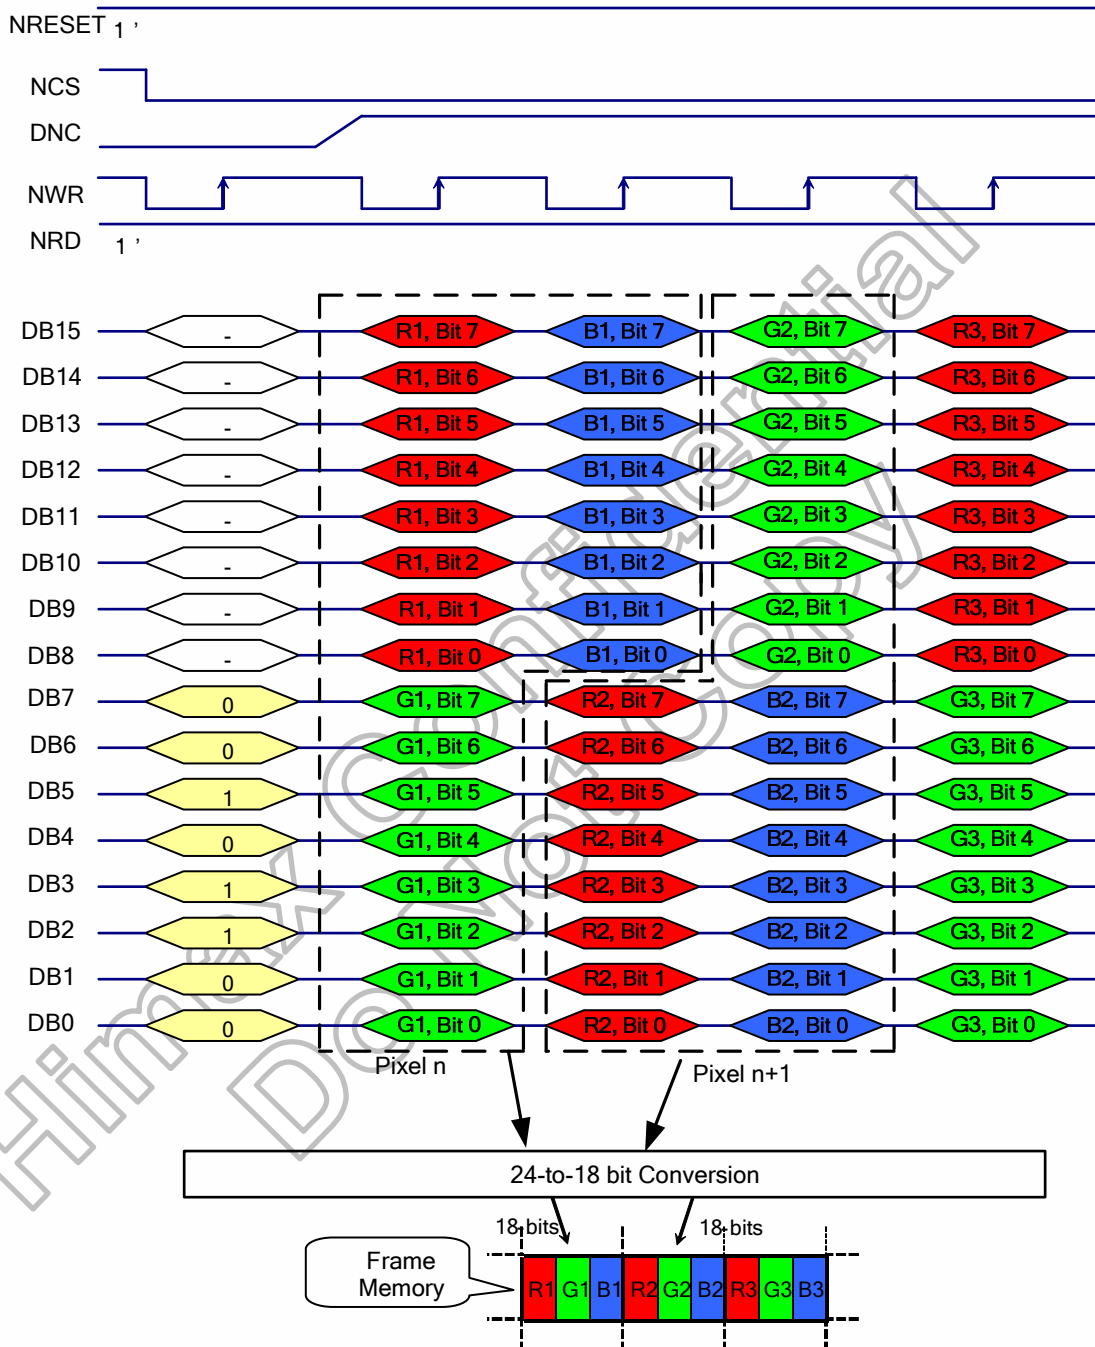 NRESET 1 '
NCS
DNC
NWR
NRD 1 '
DB15 - R1, Bit 7 B1, Bit 7 G2, Bit 7 R3, Bit 7
DB14 - R1, Bit 6 B1, Bit 6 G2, Bit 6 R3, Bit 6
DB13 - R1, Bit 5 B1, Bit 5 G2, Bit 5 R3, Bit 5
DB12 - R1, Bit 4 B1, Bit 4 G2, Bit 4 R3, Bit 4
DB11 - R1, Bit 3 B1, Bit 3 G2, Bit 3 R3, Bit 3
DB10 - R1, Bit 2 B1, Bit 2 G2, Bit 2 R3, Bit 2
DB9 - R1, Bit 1 B1, Bit 1 G2, Bit 1 R3, Bit 1
DB8 - R1, Bit 0 B1, Bit 0 G2, Bit 0 R3, Bit 0
DB7 0 G1, Bit 7 R2, Bit 7 B2, Bit 7 G3, Bit 7
DB6 0 G1, Bit 6 R2, Bit 6 B2, Bit 6 G3, Bit 6
DB5 1 G1, Bit 5 R2, Bit 5 B2, Bit 5 G3, Bit 5
DB4 0 G1, Bit 4 R2, Bit 4 B2, Bit 4 G3, Bit 4
DB3 1 G1, Bit 3 R2, Bit 3 B2, Bit 3 G3, Bit 3
DB2 1 G1, Bit 2 R2, Bit 2 B2, Bit 2 G3, Bit 2
DB1 0 G1, Bit 1 R2, Bit 1 B2, Bit 1 G3, Bit 1
DB0 0 G1, Bit 0 R2, Bit 0 B2, Bit 0 G3, Bit 0
Pixel n Pixel n+1
24-to-18 bit Conversion
18-bits 18-bits
Frame
Memory
R1 G1 B1 R2 G2 B2 R3 G3 B3
Himax Confidential
Do Not Copy